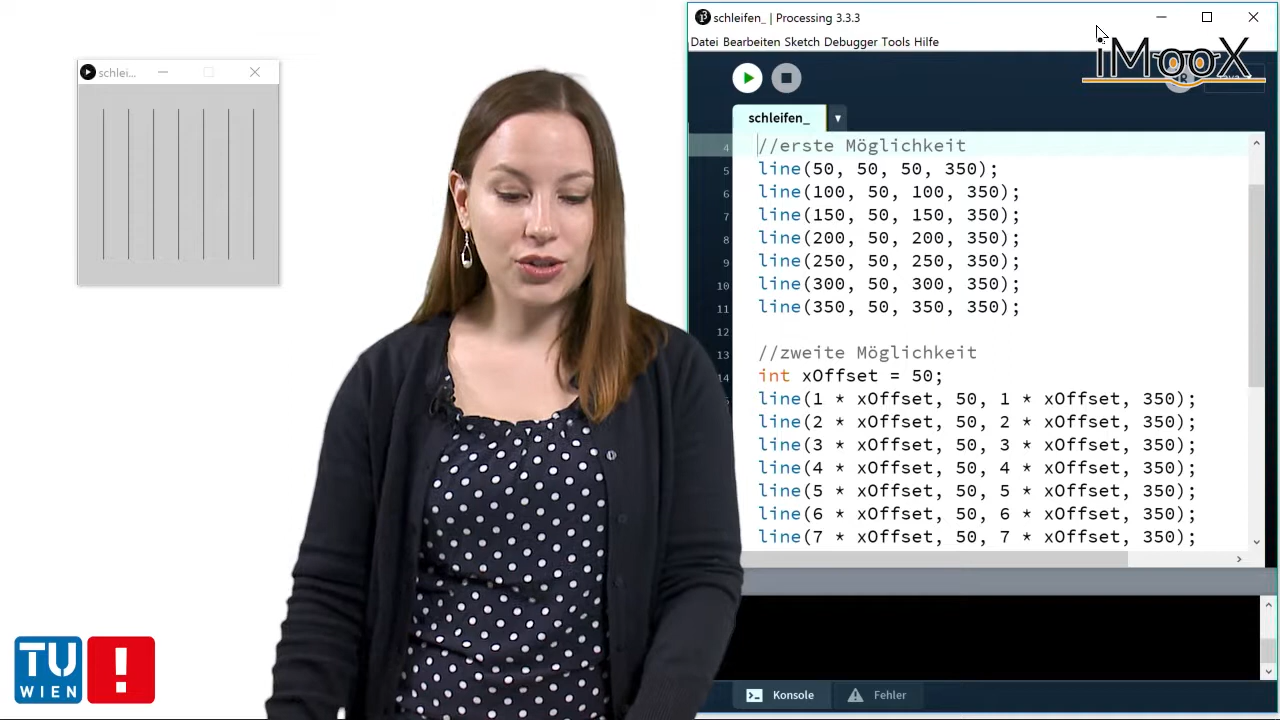 schlei...
schleifen_ | Processing 3.3.3
Datei Bearbeiten Sketch Debugger Tools Hilfe
iMooX
schleifen_
4 //erste Möglichkeit
5 line(50, 50, 50, 350);
6 line(100, 50, 100, 350);
7 line(150, 50, 150, 350);
8 line(200, 50, 200, 350);
9 line(250, 50, 250, 350);
10 line(300, 50, 300, 350);
11 line(350, 50, 350, 350);
12
13 //zweite Möglichkeit
14 int xOffset = 50;
line(1 * xOffset, 50, 1 * xOffset, 350);
line(2 * xOffset, 50, 2 * xOffset, 350);
line(3 * xOffset, 50, 3 * xOffset, 350);
line(4 * xOffset, 50, 4 * xOffset, 350);
line(5 * xOffset, 50, 5 * xOffset, 350);
line(6 * xOffset, 50, 6 * xOffset, 350);
line(7 * xOffset, 50, 7 * xOffset, 350);
Konsole
Fehler
TU
WIEN
!